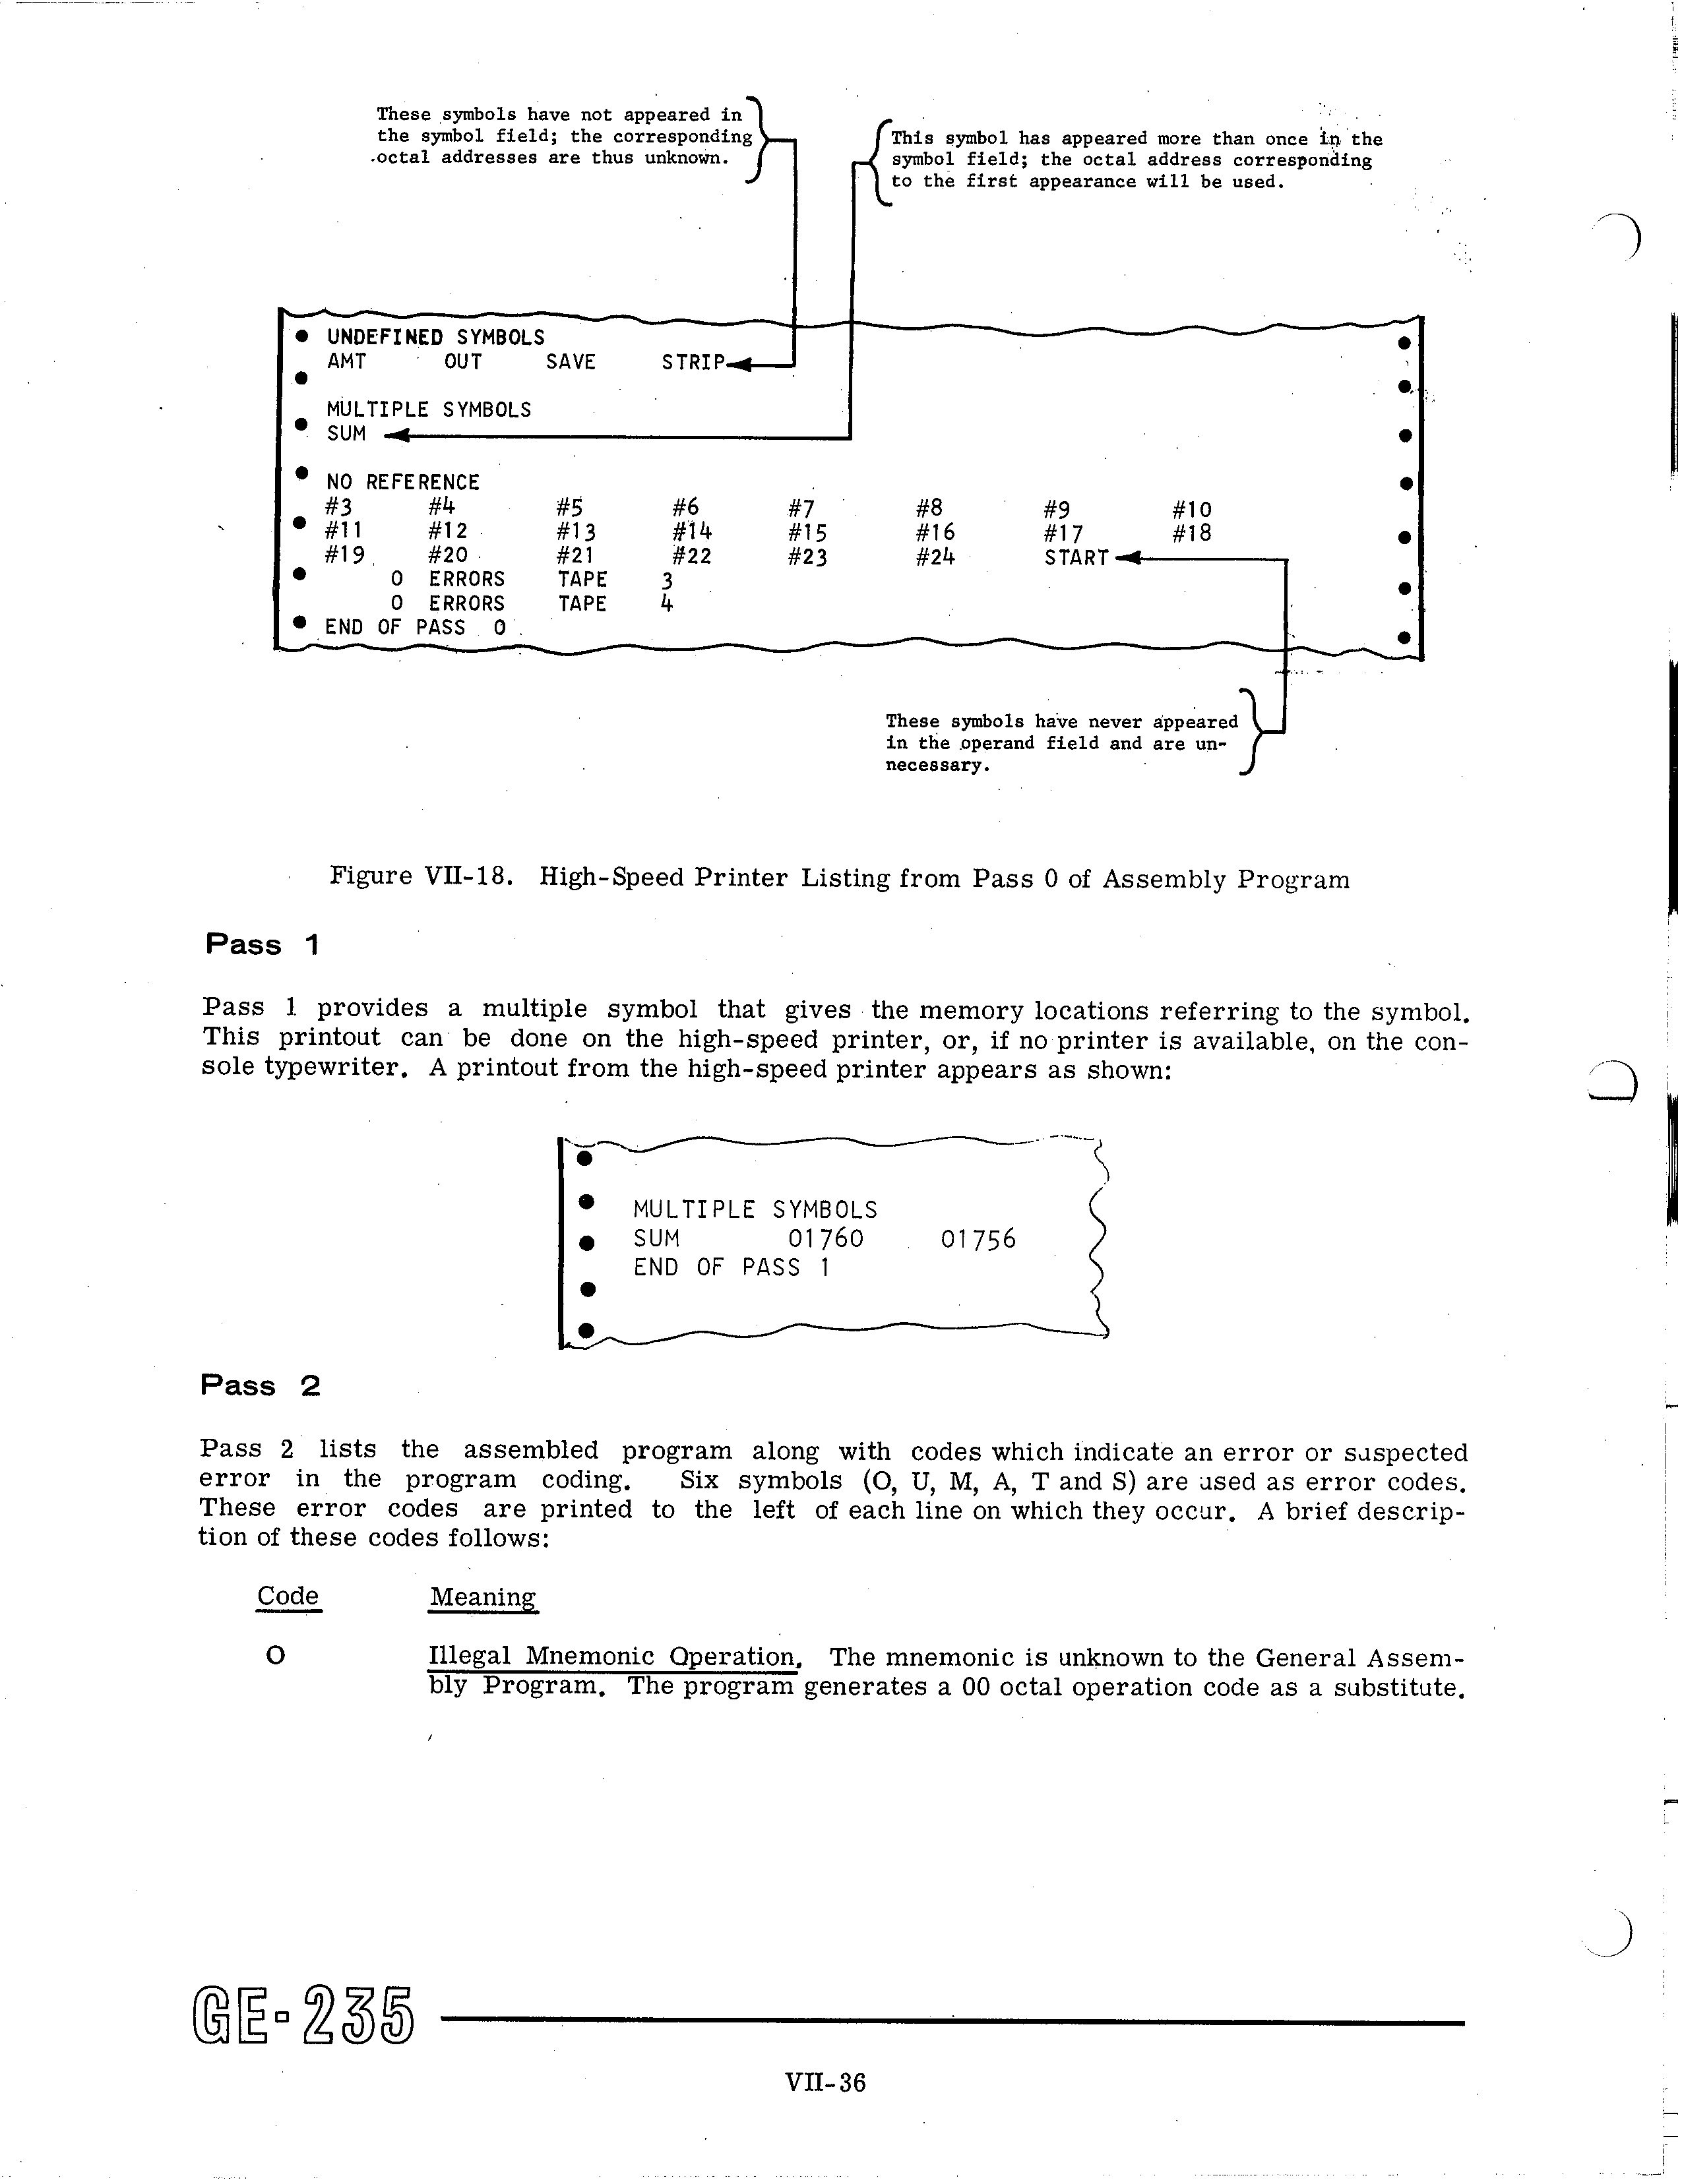 These symbols have not appeared in
the symbol field; the corresponding
octal addresses are thus unknown.
This symbol has appeared more than once in the
symbol field; the octal address corresponding
to the first appearance will be used.
UNDEFINED SYMBOLS
AMT OUT SAVE STRIP
MULTIPLE SYMBOLS
SUM
NO REFERENCE
#3 #4 #5 #6 #7 #8 #9 #10
#11 #12 #13 #14 #15 #16 #17 #18
#19 #20 #21 #22 #23 #24 START
0 ERRORS TAPE 3
0 ERRORS TAPE 4
END OF PASS 0
These symbols have never appeared
in the operand field and are un-
necessary.
Figure VII-18. High-Speed Printer Listing from Pass 0 of Assembly Program
Pass 1
Pass 1 provides a multiple symbol that gives the memory locations referring to the symbol.
This printout can be done on the high-speed printer, or, if no printer is available, on the con-
sole typewriter. A printout from the high-speed printer appears as shown:
MULTIPLE SYMBOLS
SUM 01760 01756
END OF PASS 1
Pass 2
Pass 2 lists the assembled program along with codes which indicate an error or suspected
error in the program coding. Six symbols (O, U, M, A, T and S) are used as error codes.
These error codes are printed to the left of each line on which they occur. A brief descrip-
tion of these codes follows:
Code Meaning
O Illegal Mnemonic Operation. The mnemonic is unknown to the General Assem-
bly Program. The program generates a 00 octal operation code as a substitute.
GE-235
VII-36